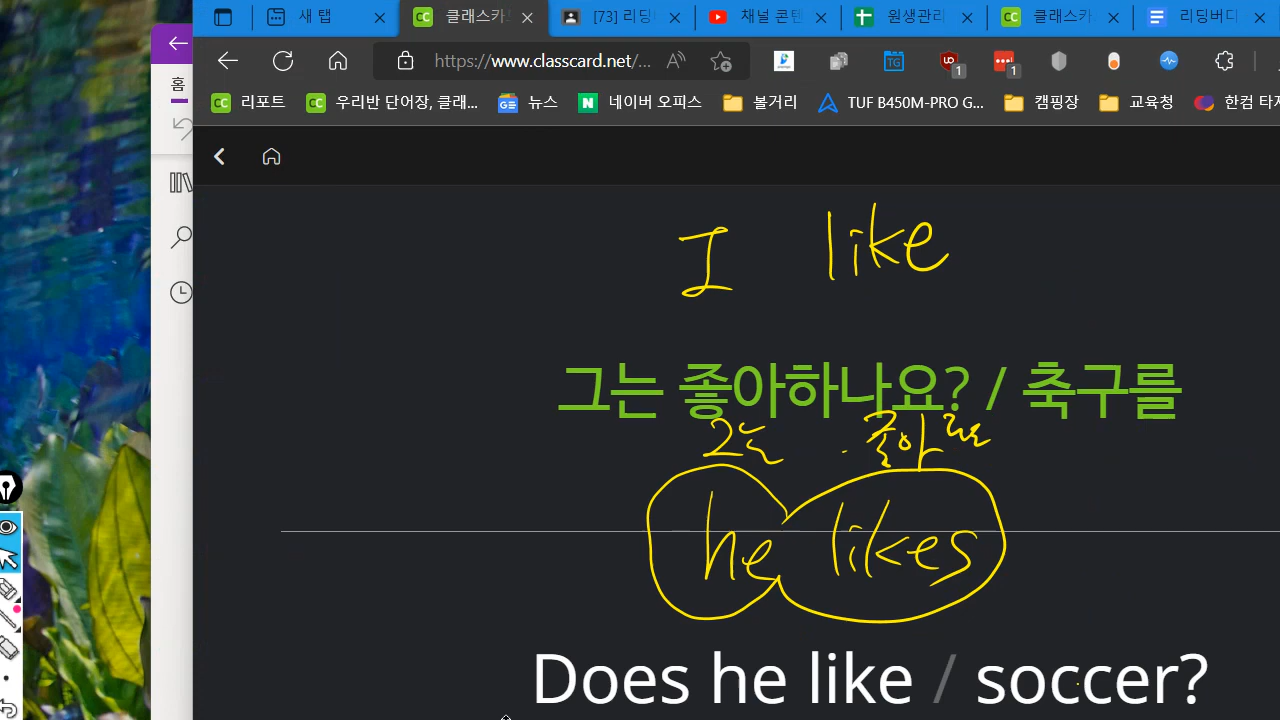 새 탭 클래스카 [73] 리딩 채널 콘텐 원생관리 클래스카 리딩버디
https://www.classcard.net/...
1 1
홈
리포트 우리반 단어장, 클래... 뉴스 네이버 오피스 볼거리 TUF B450M-PRO G... 캠핑장 교육청 한컴 타자
I like
그는 좋아하나요? / 축구를
그는 좋아
he likes
Does he like / soccer?